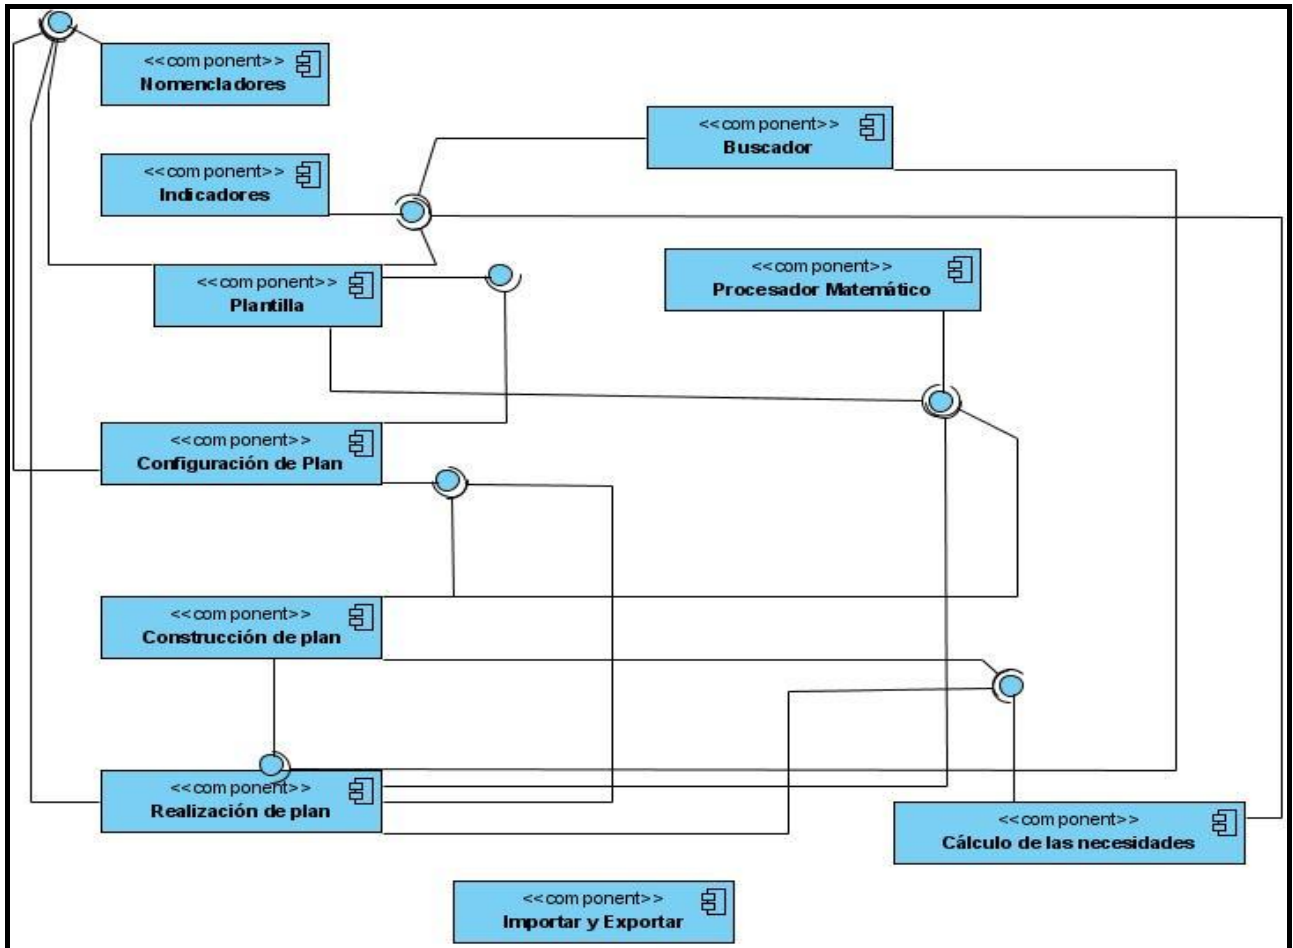 <<component>>
Nomencladores
<<component>>
Buscador
<<component>>
Indicadores
<<component>>
Procesador Matemático
<<component>>
Plantilla
<<component>>
Configuración de Plan
<<component>>
Construcción de plan
<<component>>
Realización de plan
<<component>>
Cálculo de las necesidades
<<component>>
Importar y Exportar